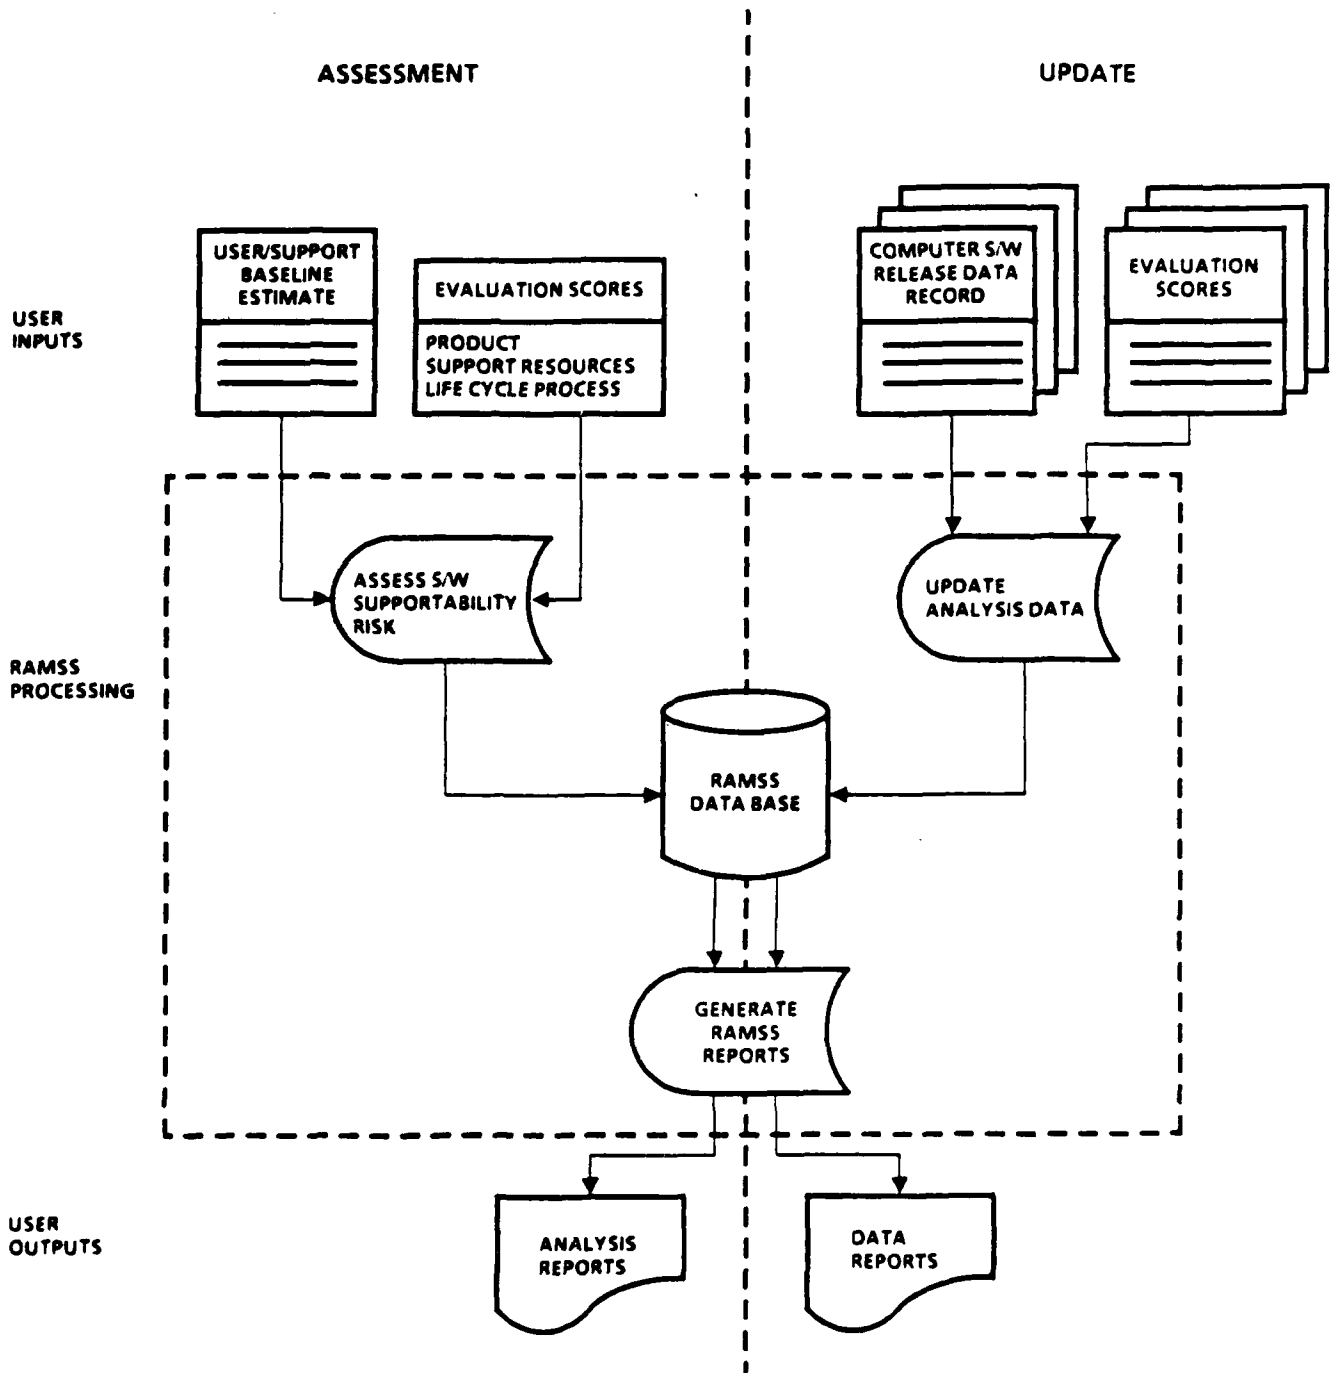 ASSESSMENT
UPDATE
USER
INPUTS
USER/SUPPORT
BASELINE
ESTIMATE
EVALUATION SCORES
PRODUCT
SUPPORT RESOURCES
LIFE CYCLE PROCESS
COMPUTER S/W
RELEASE DATA
RECORD
EVALUATION
SCORES
RAMSS
PROCESSING
ASSESS S/W
SUPPORTABILITY
RISK
UPDATE
ANALYSIS DATA
RAMSS
DATA BASE
GENERATE
RAMSS
REPORTS
USER
OUTPUTS
ANALYSIS
REPORTS
DATA
REPORTS